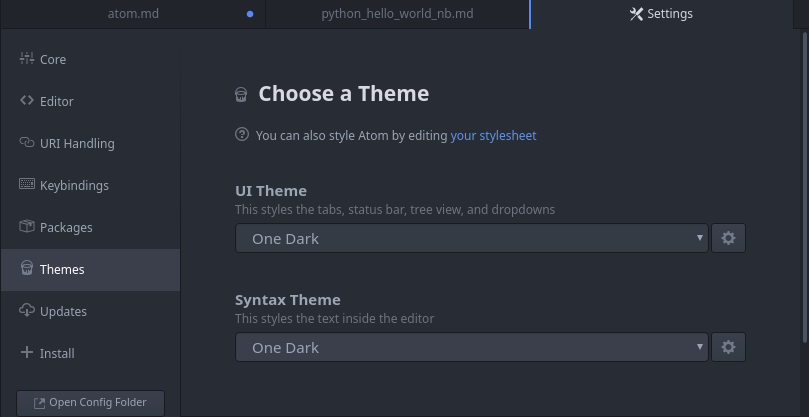 atom.md
python_hello_world_nb.md
Settings
Core
Editor
URI Handling
Keybindings
Packages
Themes
Updates
Install
Open Config Folder
Choose a Theme
You can also style Atom by editing your stylesheet
UI Theme
This styles the tabs, status bar, tree view, and dropdowns
One Dark
Syntax Theme
This styles the text inside the editor
One Dark